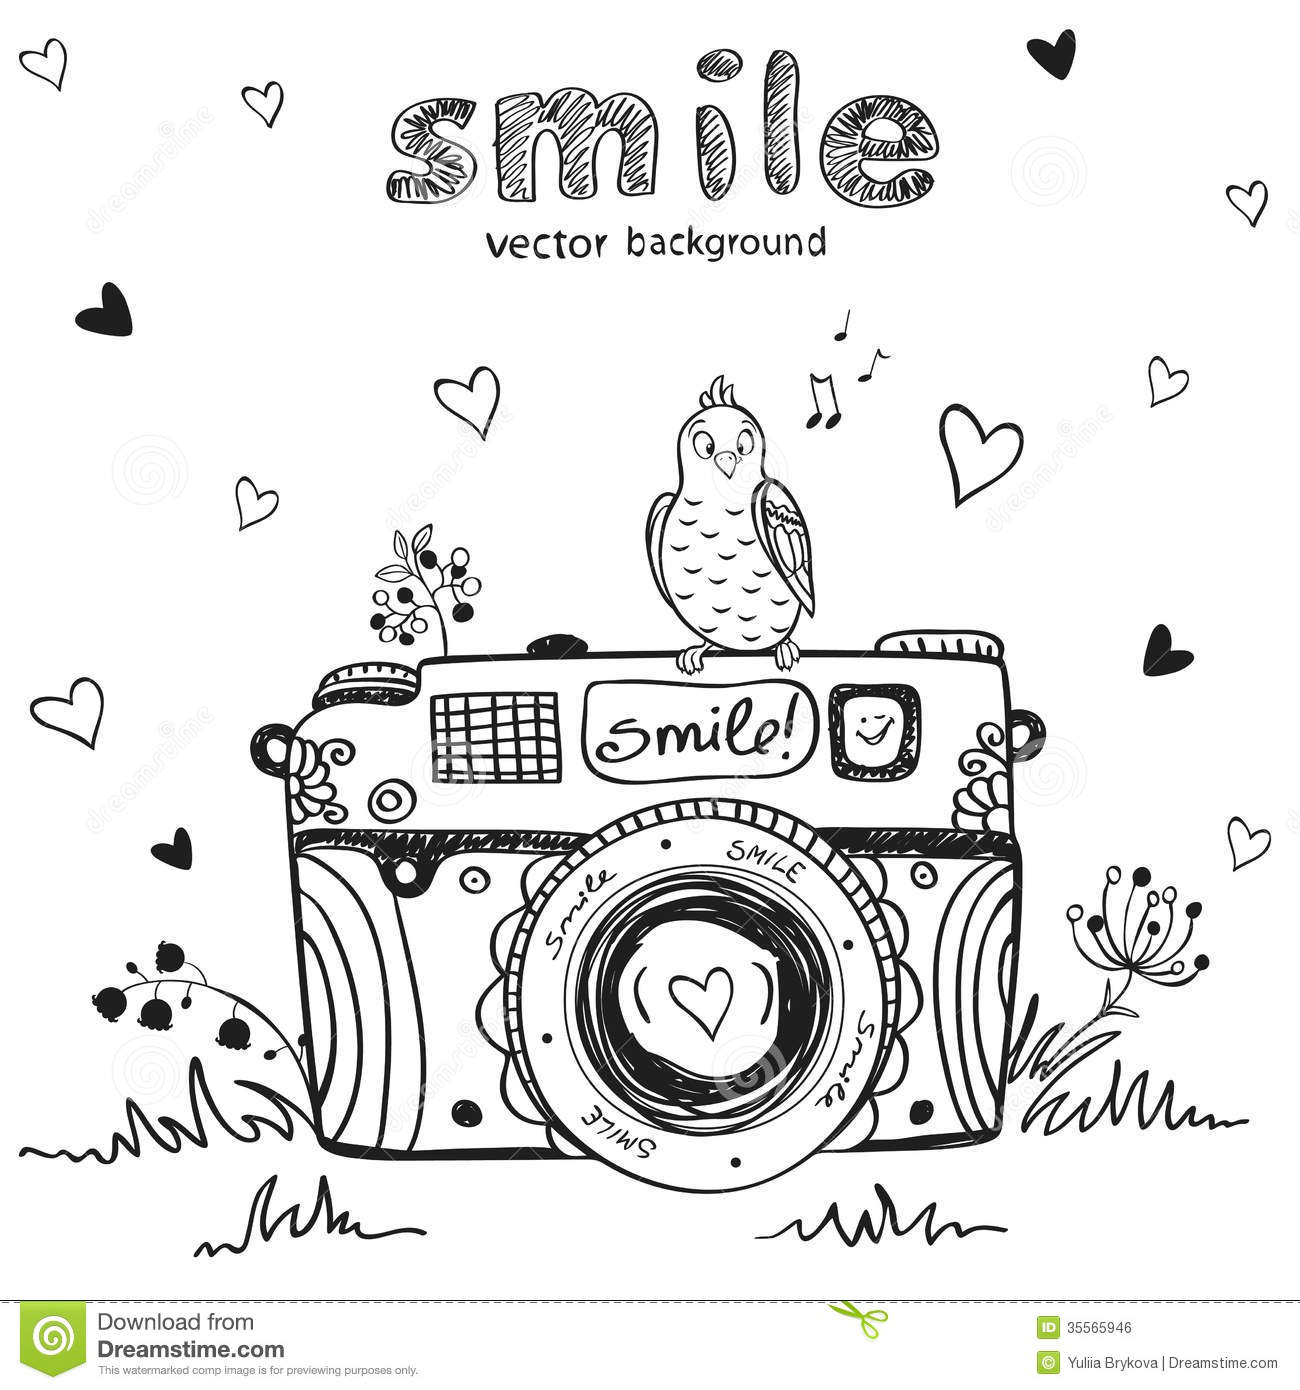 smile
vector background
smile!
SMILE
smile
smile
SMILE
Download from
Dreamstime.com
This watermarked comp image is for previewing purposes only.
ID 35565946
© Yuliia Brykova | Dreamstime.com